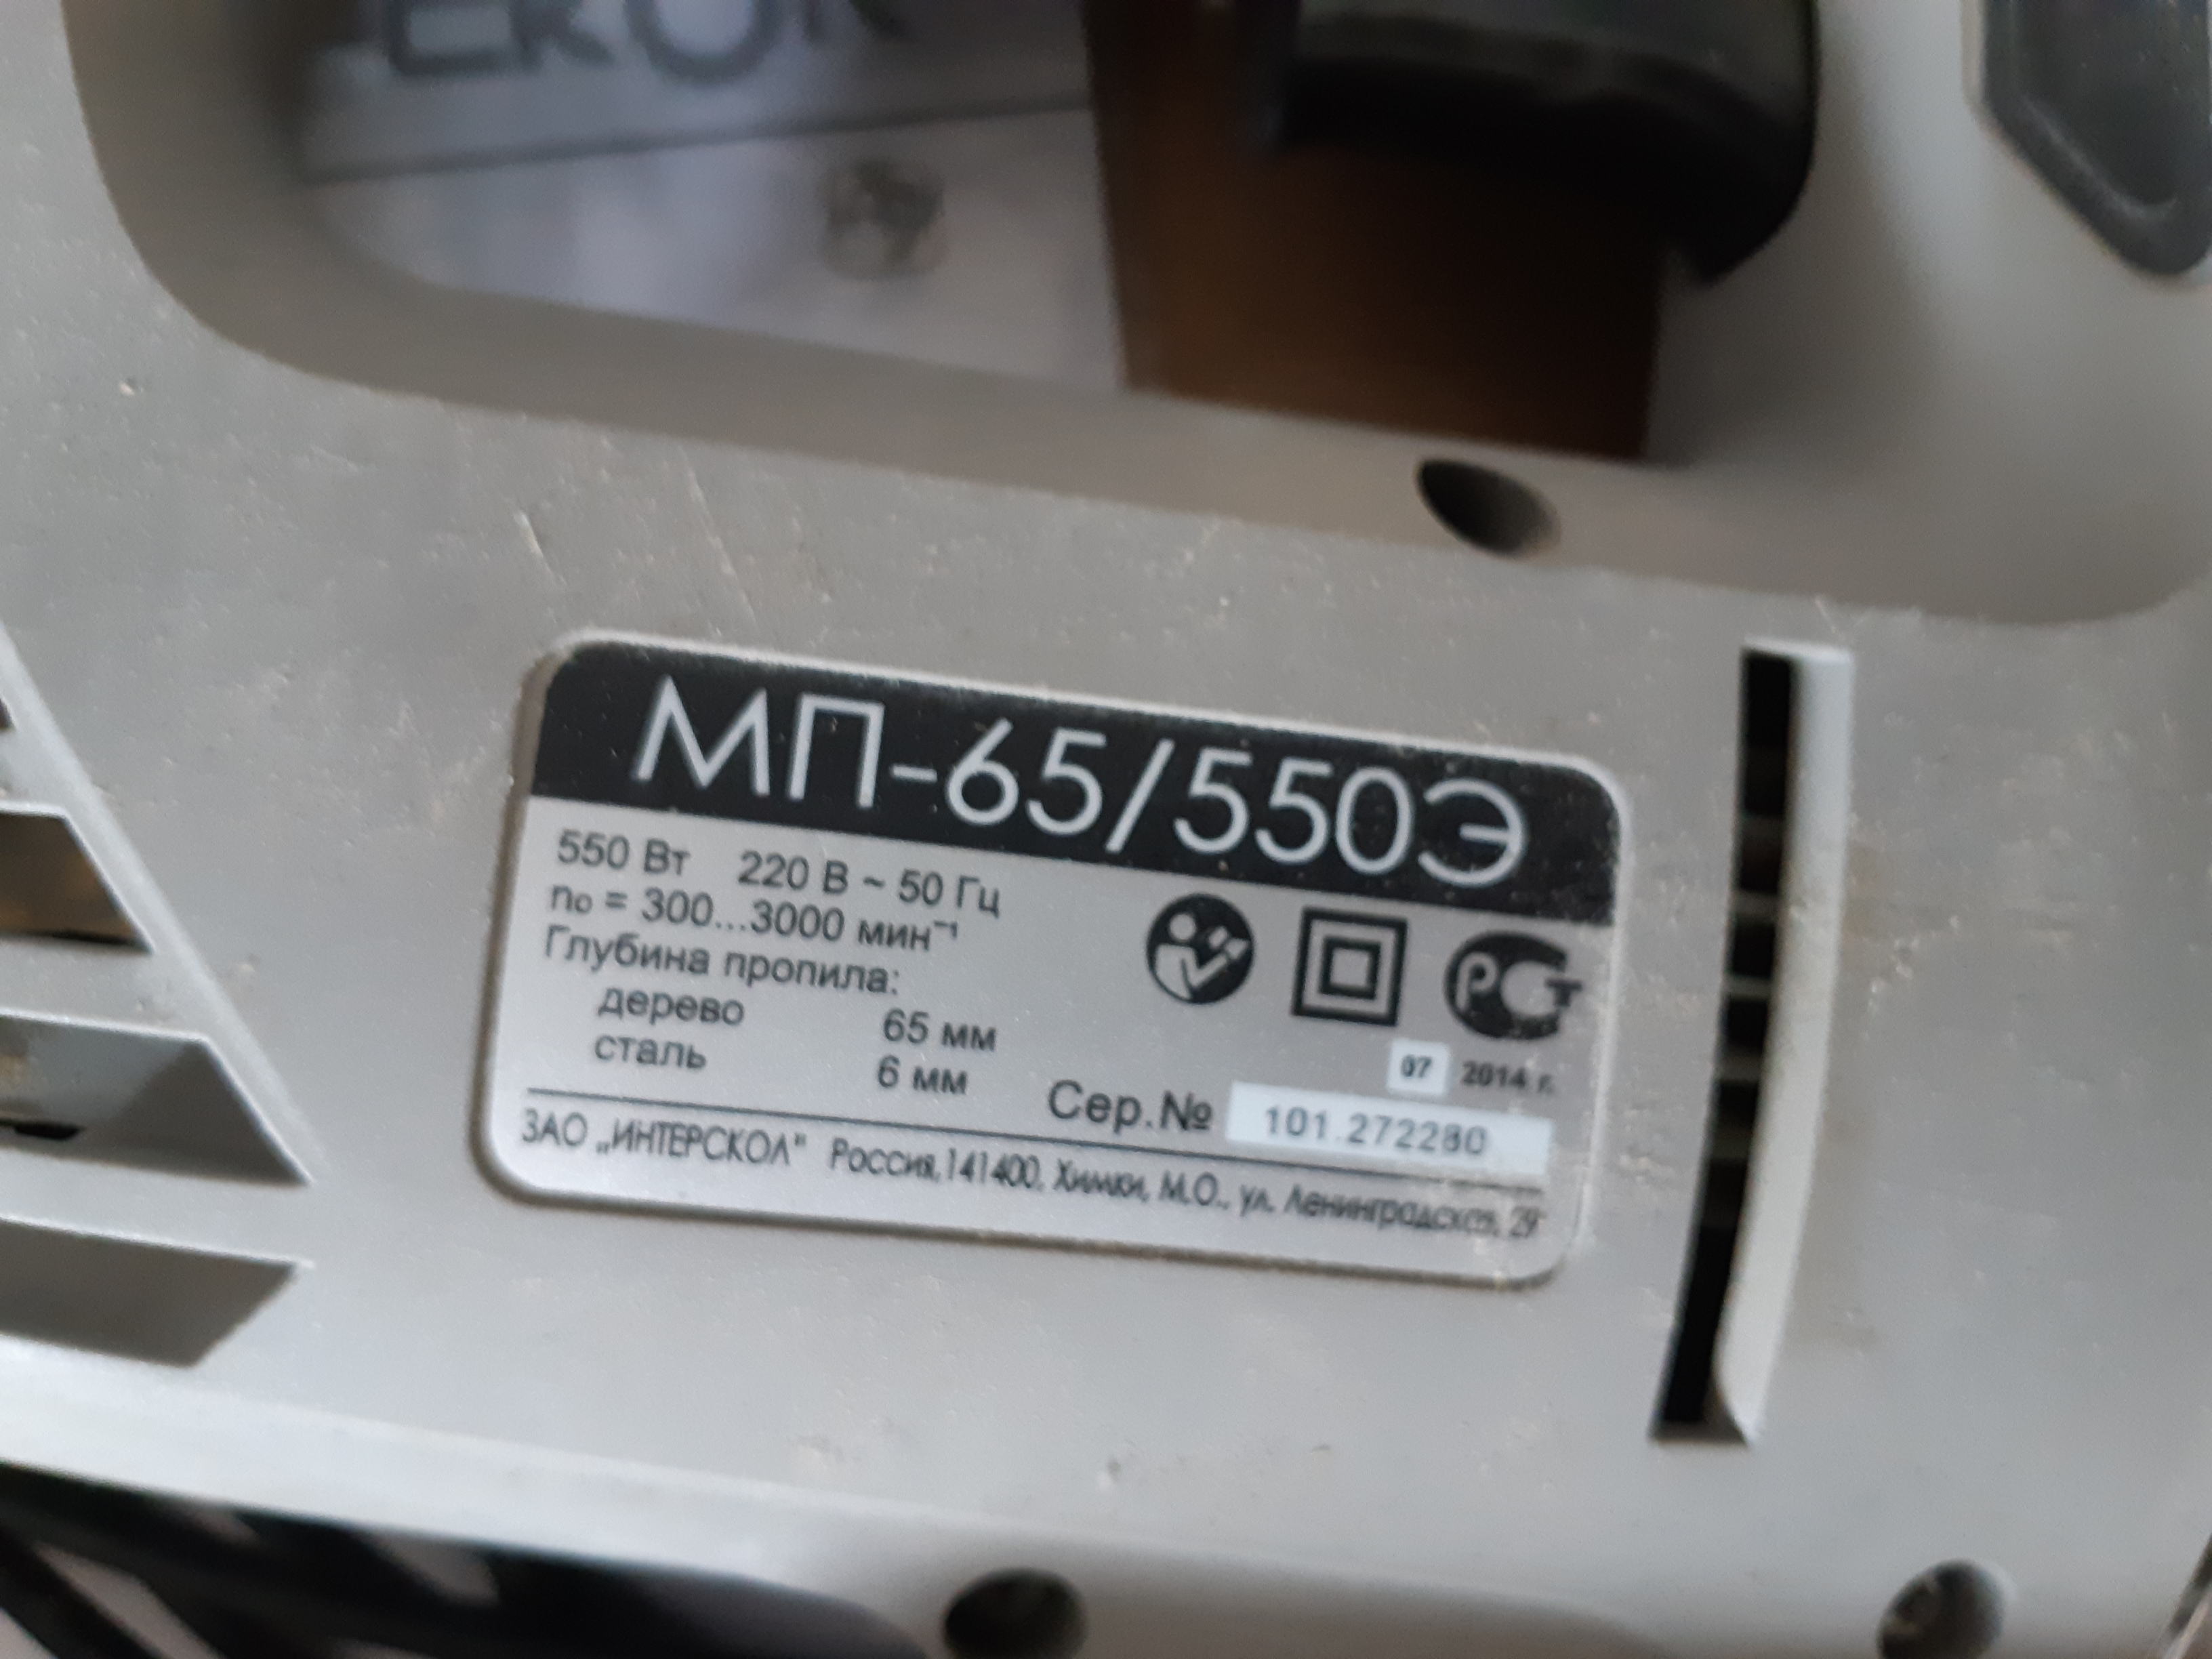 МП-65/550Э
550 Вт 220 В ~ 50 Гц
n₀ = 300...3000 мин⁻¹
Глубина пропила:
дерево 65 мм
сталь 6 мм
РСТ
07 2014 г.
Сер.№ 101.272280
ЗАО „ИНТЕРСКОЛ" Россия, 141400, Химки, М.О., ул. Ленинградская, 29